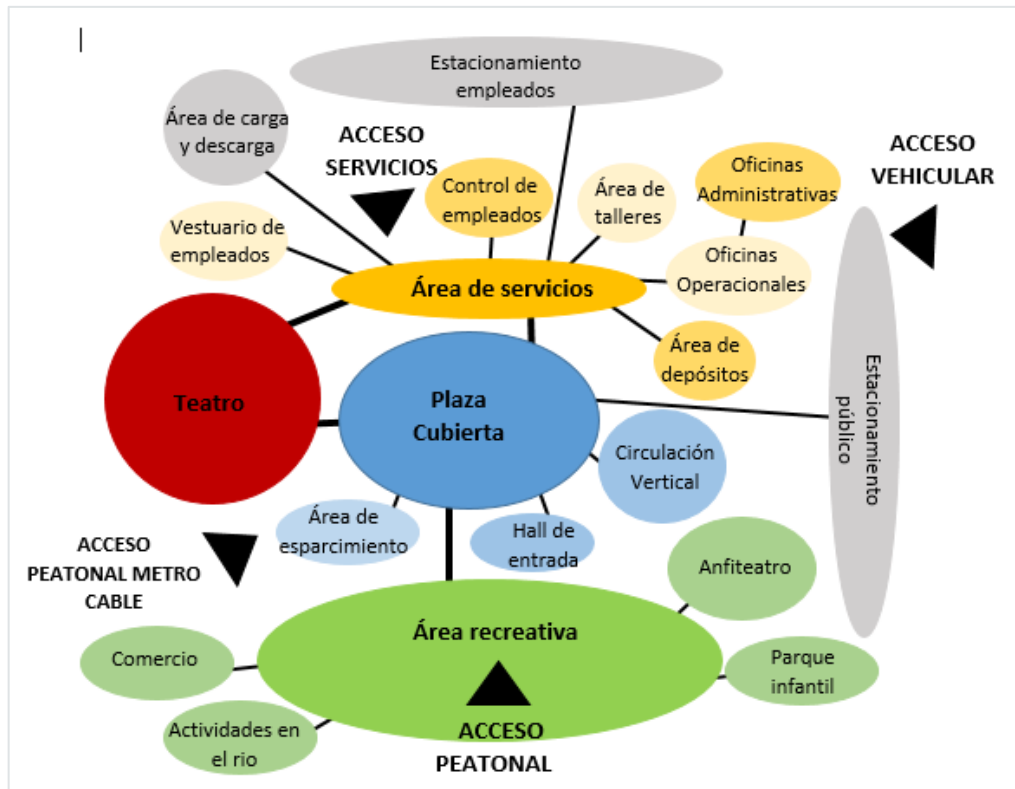 Estacionamiento
empleados
Área de carga
y descarga
ACCESO
SERVICIOS
ACCESO
VEHICULAR
Control de
empleados
Área de
talleres
Oficinas
Administrativas
Vestuario de
empleados
Oficinas
Operacionales
Área de servicios
Área de
depósitos
Teatro
Plaza
Cubierta
Estacionamiento
público
Circulación
Vertical
Área de
esparcimiento
Hall de
entrada
ACCESO
PEATONAL METRO
CABLE
Anfiteatro
Área recreativa
Comercio
Parque
infantil
Actividades en
el rio
ACCESO
PEATONAL